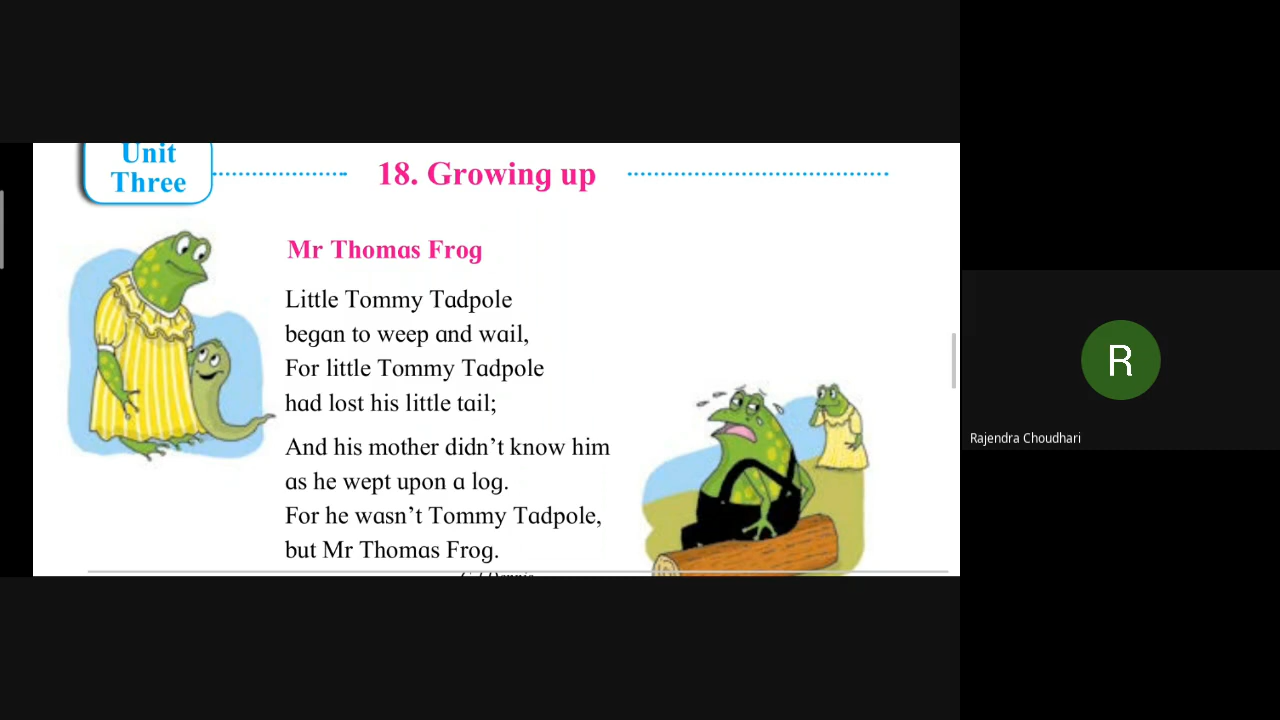 Unit
Three
18. Growing up
Mr Thomas Frog
Little Tommy Tadpole
began to weep and wail,
For little Tommy Tadpole
had lost his little tail;
And his mother didn't know him
as he wept upon a log.
For he wasn't Tommy Tadpole,
but Mr Thomas Frog.
R
Rajendra Choudhari